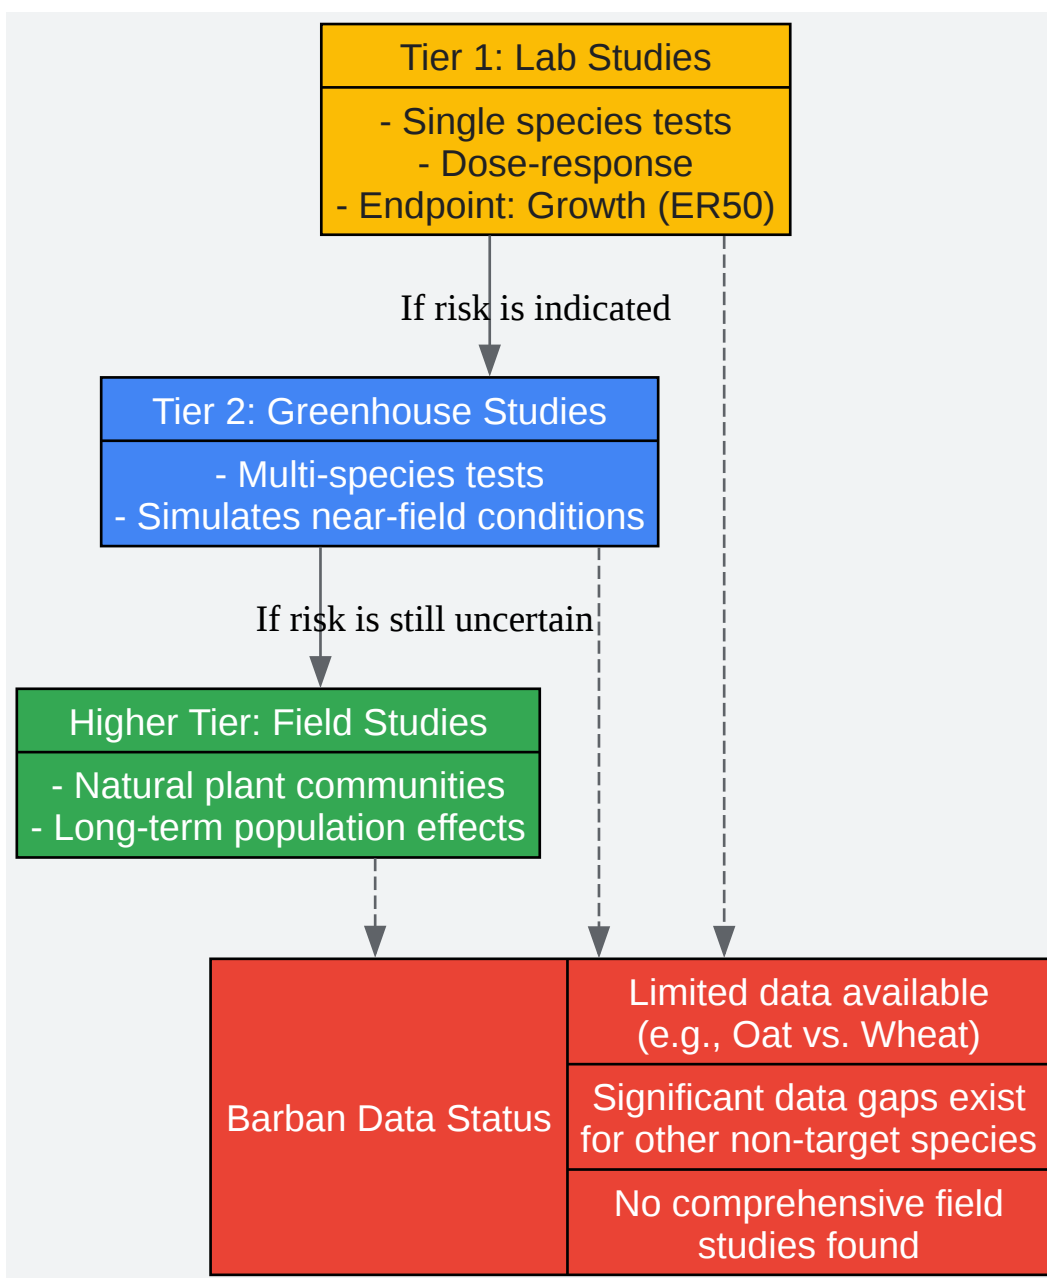 Tier 1: Lab Studies
- Single species tests
- Dose-response
- Endpoint: Growth (ER50)
If risk is indicated
Tier 2: Greenhouse Studies
- Multi-species tests
- Simulates near-field conditions
If risk is still uncertain
Higher Tier: Field Studies
- Natural plant communities
- Long-term population effects
Barban Data Status
Limited data available
(e.g., Oat vs. Wheat)
Significant data gaps exist
for other non-target species
No comprehensive field
studies found